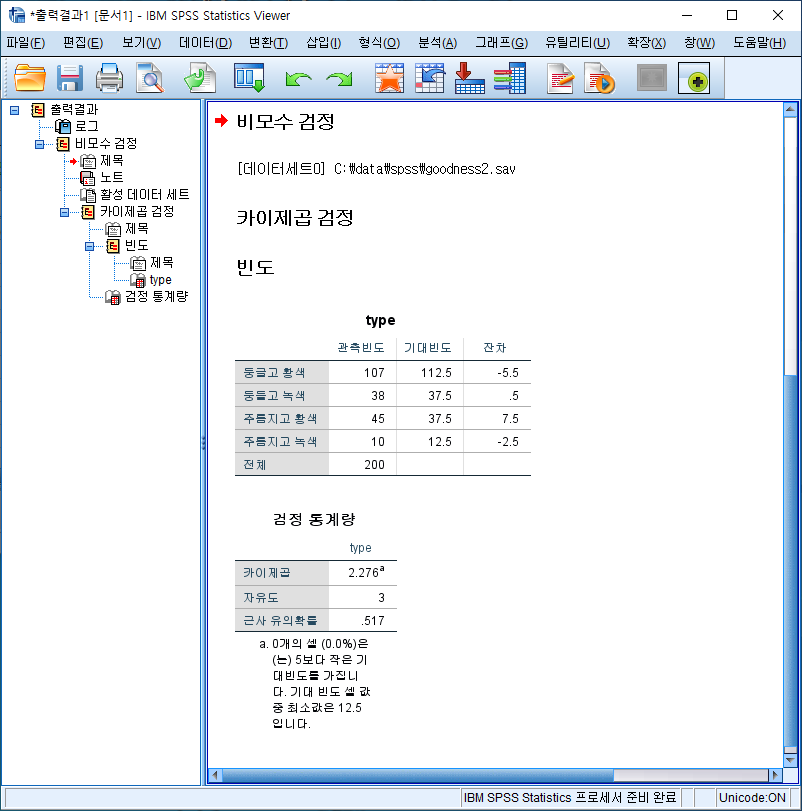 *출력결과1 [문서1] - IBM SPSS Statistics Viewer
파일(F) 편집(E) 보기(V) 데이터(D) 변환(T) 삽입(I) 형식(O) 분석(A) 그래프(G) 유틸리티(U) 확장(X) 창(W) 도움말(H)
출력결과
로그
비모수 검정
제목
노트
활성 데이터 세트
카이제곱 검정
제목
빈도
제목
type
검정 통계량
비모수 검정
[데이터세트0] C:\data\spss\goodness2.sav
카이제곱 검정
빈도
type
관측빈도 기대빈도 잔차
둥글고 황색 107 112.5 -5.5
둥글고 녹색 38 37.5 .5
주름지고 황색 45 37.5 7.5
주름지고 녹색 10 12.5 -2.5
전체 200
검정 통계량
type
카이제곱 2.276a
자유도 3
근사 유의확률 .517
a. 0개의 셀 (0.0%)은
(는) 5보다 작은 기
대빈도를 가집니
다. 기대 빈도 셀 값
중 최소값은 12.5
입니다.
IBM SPSS Statistics 프로세서 준비 완료 Unicode:ON